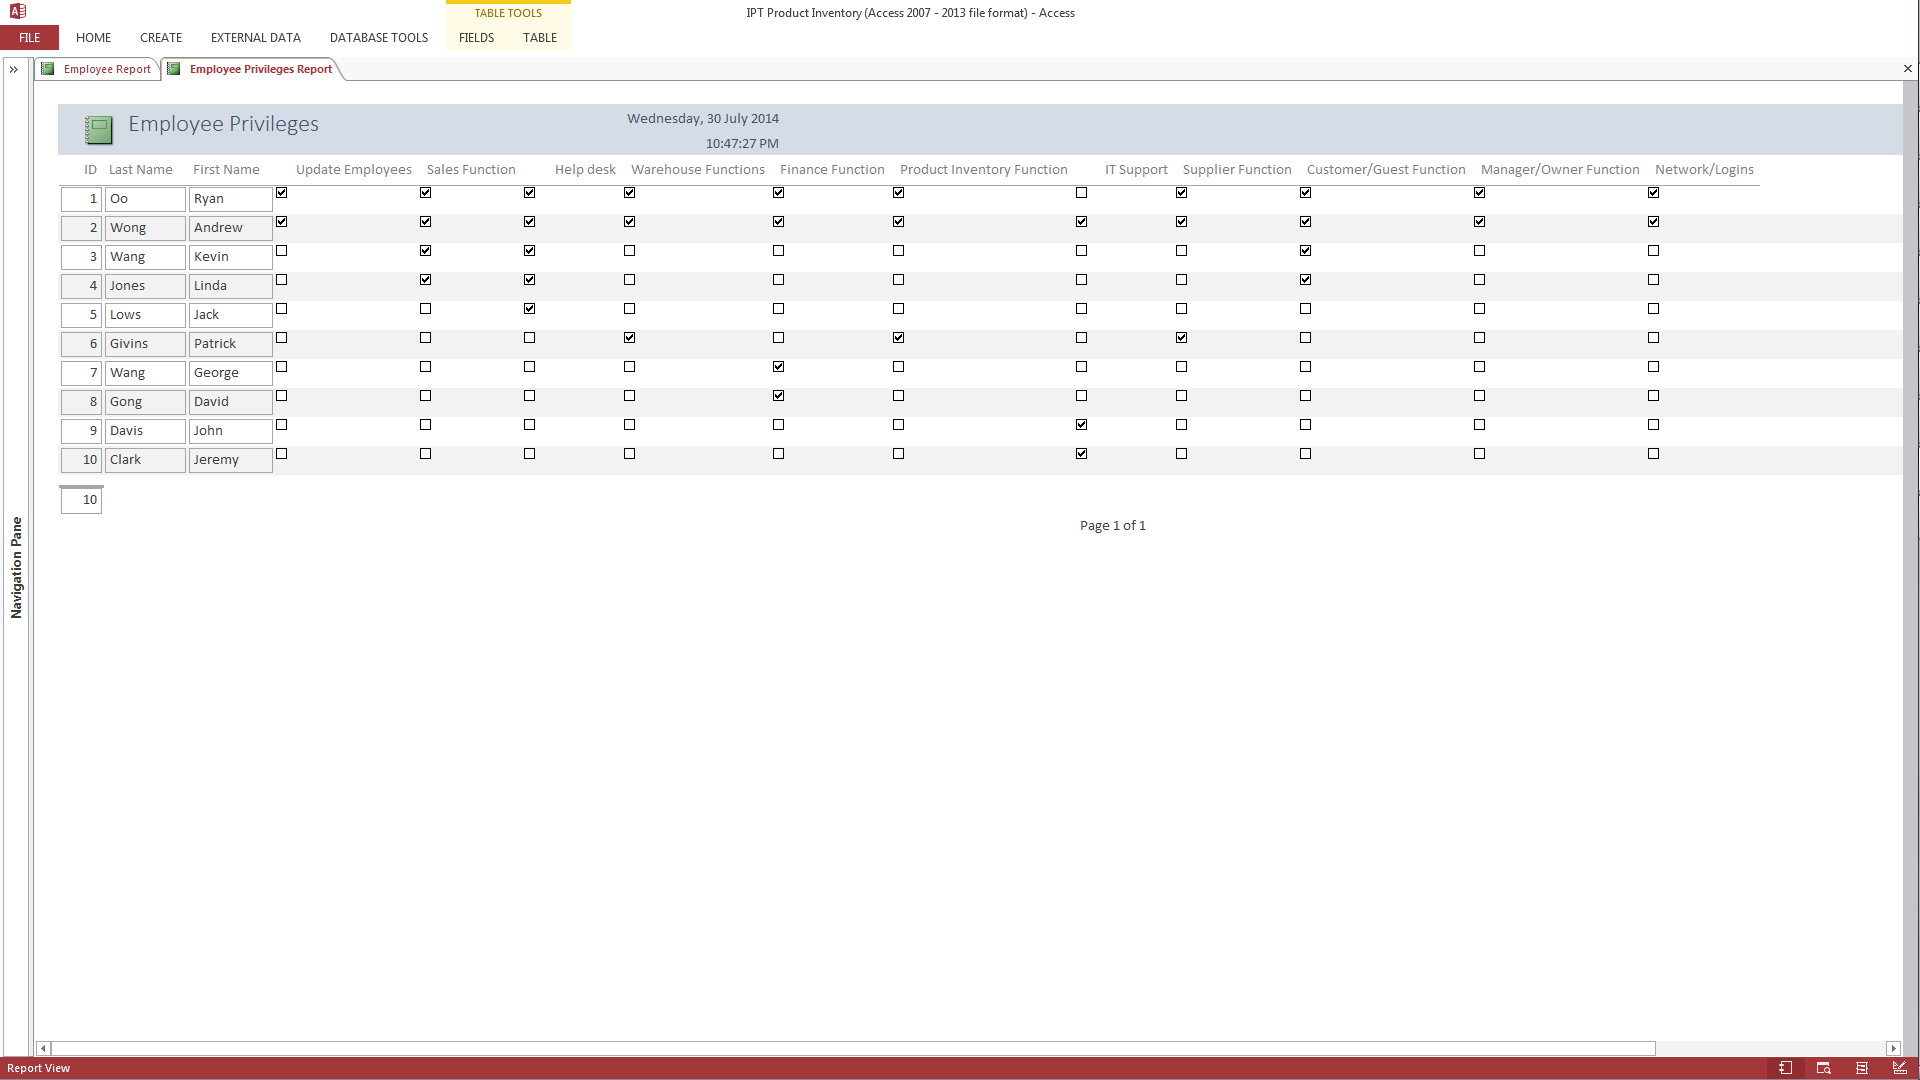 IPT Product Inventory (Access 2007 - 2013 file format) - Access
TABLE TOOLS
FILE HOME CREATE EXTERNAL DATA DATABASE TOOLS FIELDS TABLE
Employee Report Employee Privileges Report
Navigation Pane
Employee Privileges
Wednesday, 30 July 2014
10:47:27 PM
ID Last Name First Name Update Employees Sales Function Help desk Warehouse Functions Finance Function Product Inventory Function IT Support Supplier Function Customer/Guest Function Manager/Owner Function Network/Logins
1 Oo Ryan
2 Wong Andrew
3 Wang Kevin
4 Jones Linda
5 Lows Jack
6 Givins Patrick
7 Wang George
8 Gong David
9 Davis John
10 Clark Jeremy
10
Page 1 of 1
Report View